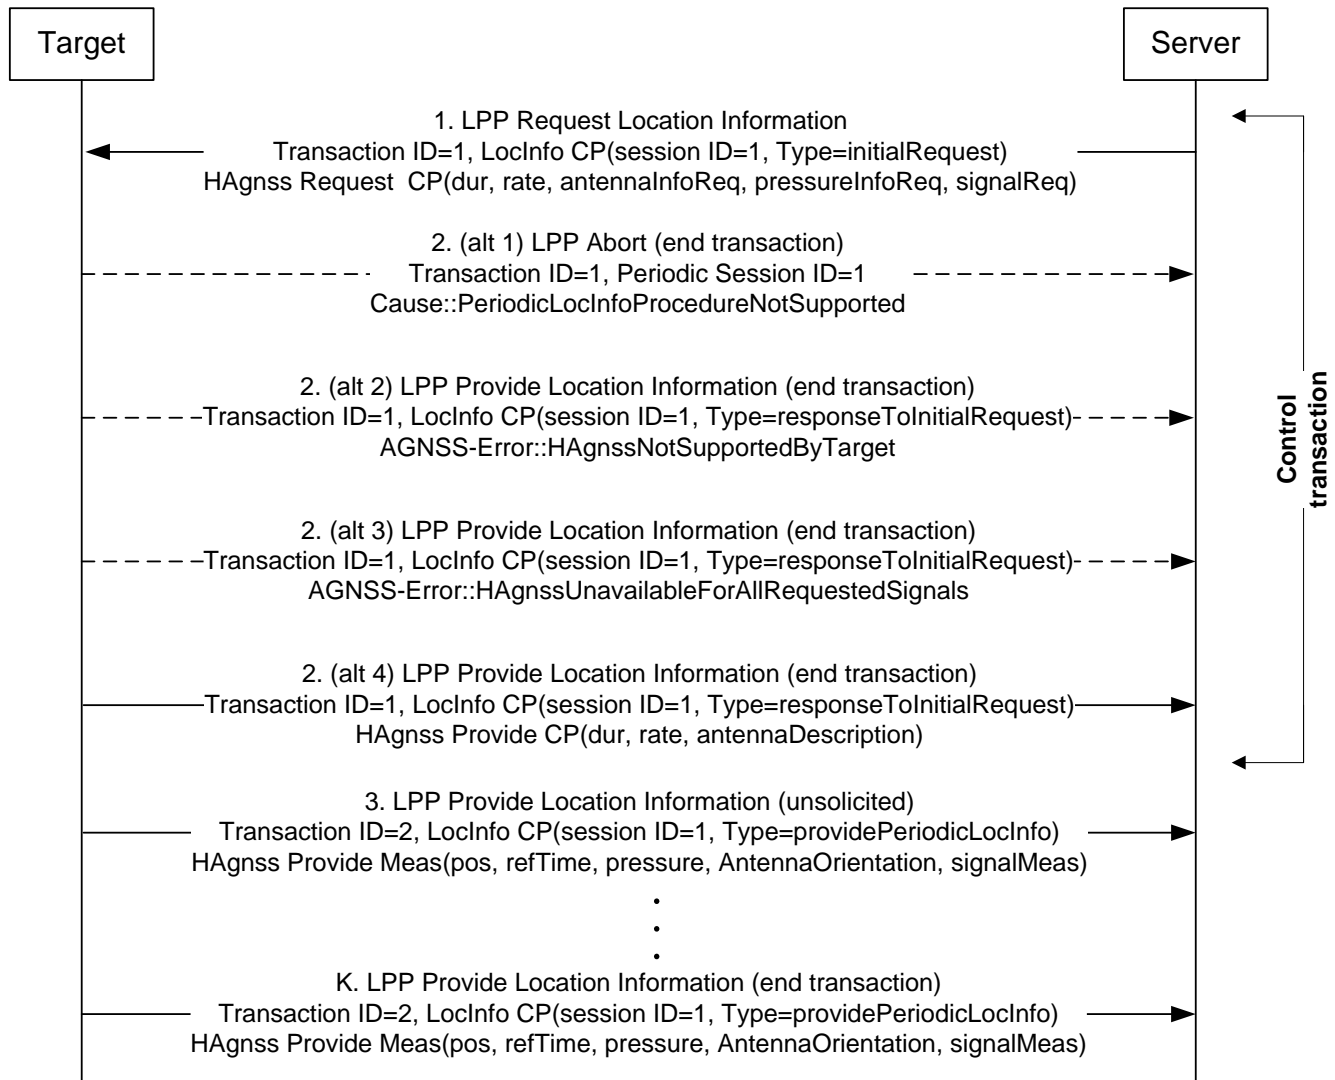 Target
Server
1. LPP Request Location Information
Transaction ID=1, LocInfo CP(session ID=1, Type=initialRequest)
HAgnss Request  CP(dur, rate, antennaInfoReq, pressureInfoReq, signalReq)
2. (alt 1) LPP Abort (end transaction)
Transaction ID=1, Periodic Session ID=1
Cause::PeriodicLocInfoProcedureNotSupported
2. (alt 2) LPP Provide Location Information (end transaction)
Transaction ID=1, LocInfo CP(session ID=1, Type=responseToInitialRequest)
AGNSS-Error::HAgnssNotSupportedByTarget
Control
transaction
2. (alt 3) LPP Provide Location Information (end transaction)
Transaction ID=1, LocInfo CP(session ID=1, Type=responseToInitialRequest)
AGNSS-Error::HAgnssUnavailableForAllRequestedSignals
2. (alt 4) LPP Provide Location Information (end transaction)
Transaction ID=1, LocInfo CP(session ID=1, Type=responseToInitialRequest)
HAgnss Provide CP(dur, rate, antennaDescription)
3. LPP Provide Location Information (unsolicited)
Transaction ID=2, LocInfo CP(session ID=1, Type=providePeriodicLocInfo)
HAgnss Provide Meas(pos, refTime, pressure, AntennaOrientation, signalMeas)
.
.
.
K. LPP Provide Location Information (end transaction)
Transaction ID=2, LocInfo CP(session ID=1, Type=providePeriodicLocInfo)
HAgnss Provide Meas(pos, refTime, pressure, AntennaOrientation, signalMeas)